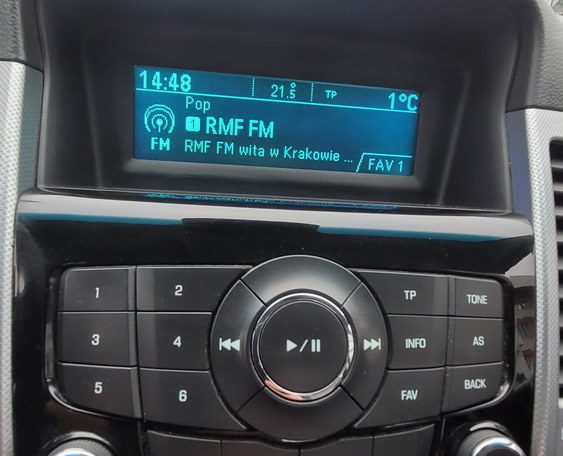 14:48 21.5° TP 1°C
Pop
1 RMF FM
FM RMF FM wita w Krakowie ... FAV 1
1 2 TP TONE
3 4 INFO AS
5 6 FAV BACK